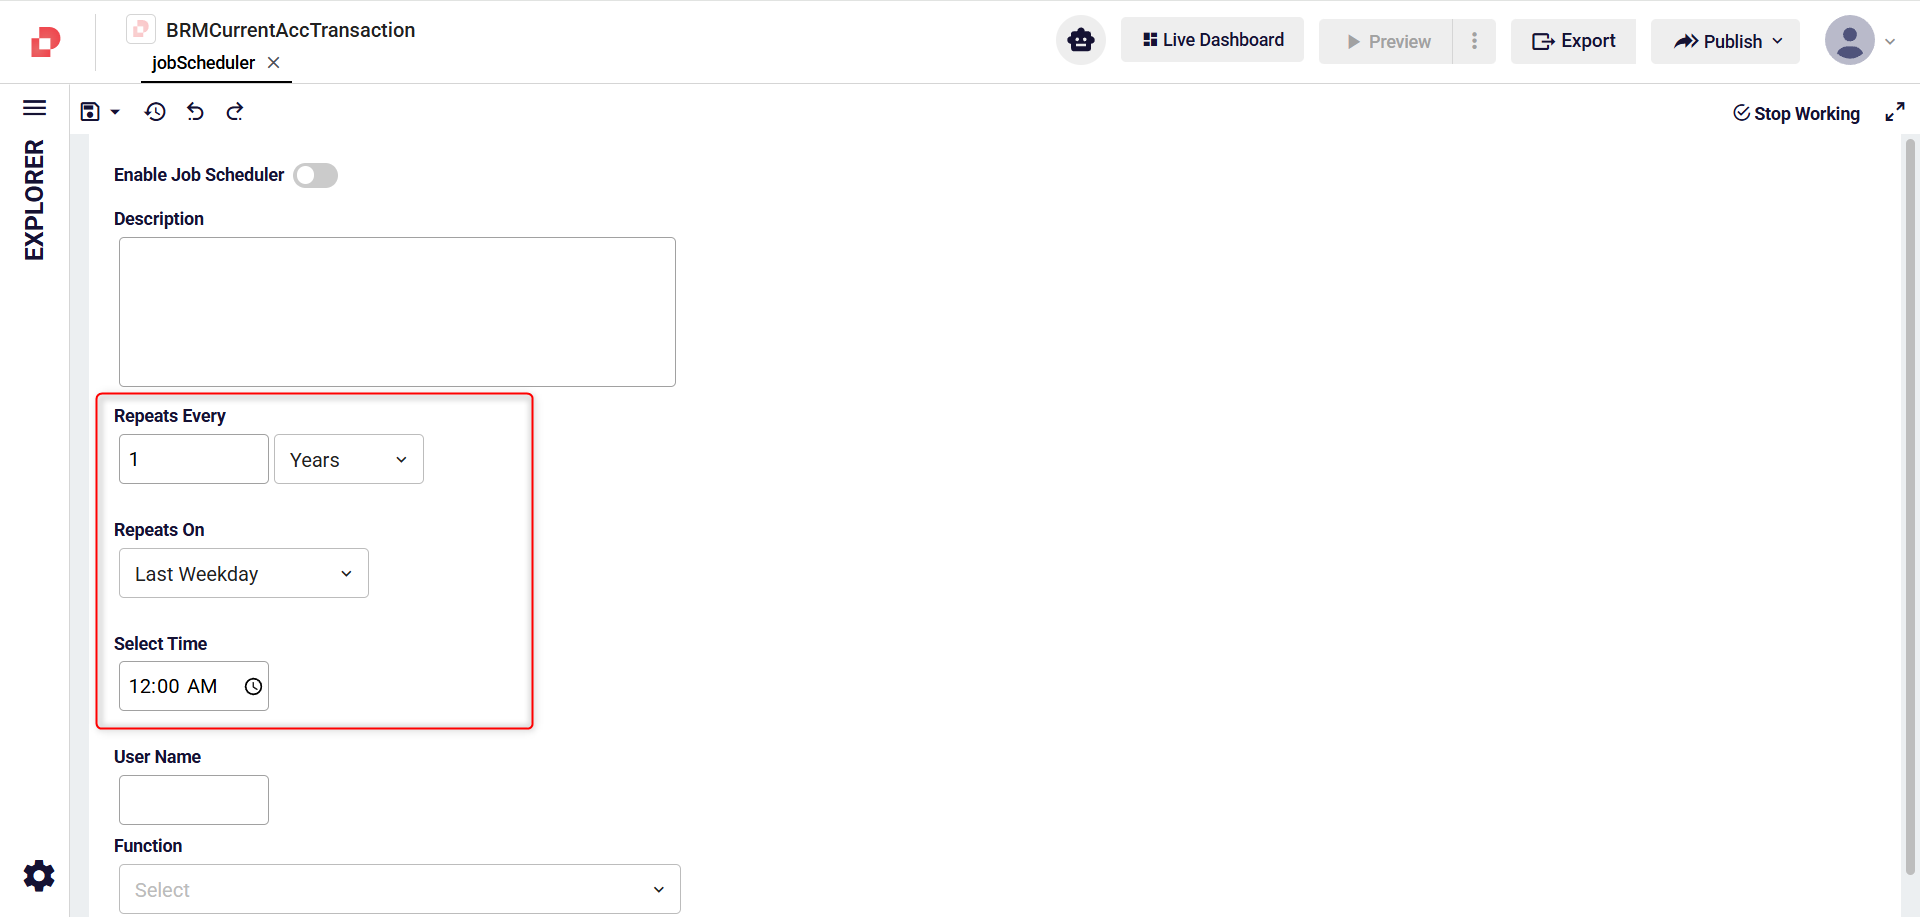 BRMCurrentAccTransaction
jobScheduler
Live Dashboard
Preview
Export
Publish
EXPLORER
Stop Working
Enable Job Scheduler
Description
Repeats Every
1
Years
Repeats On
Last Weekday
Select Time
12:00 AM
User Name
Function
Select